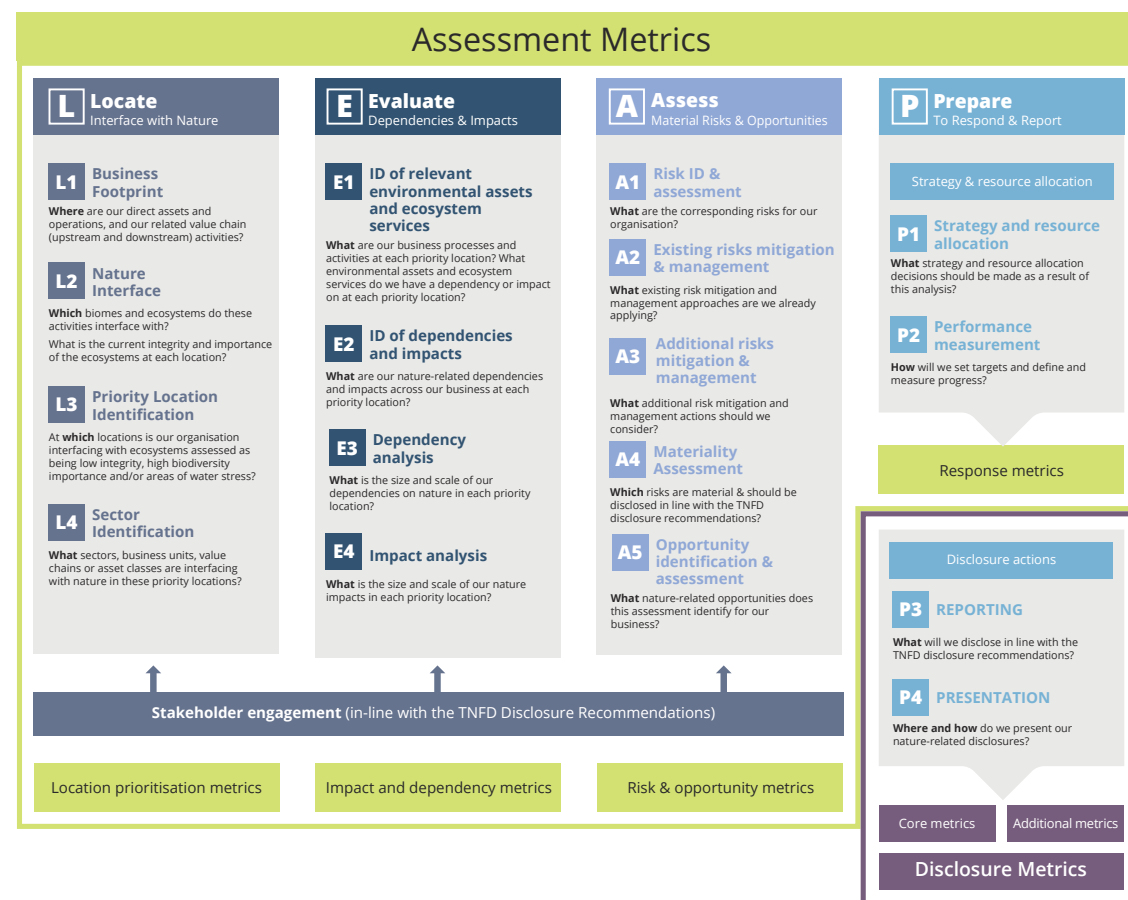 Assessment Metrics
L Locate
Interface with Nature
L1 Business
Footprint
Where are our direct assets and
operations, and our related value chain
(upstream and downstream) activities?
L2 Nature
Interface
Which biomes and ecosystems do these
activities interface with?
What is the current integrity and importance
of the ecosystems at each location?
L3 Priority Location
Identification
At which locations is our organisation
interfacing with ecosystems assessed as
being low integrity, high biodiversity
importance and/or areas of water stress?
L4 Sector
Identification
What sectors, business units, value
chains or asset classes are interfacing
with nature in these priority locations?
E Evaluate
Dependencies & Impacts
E1 ID of relevant
environmental assets
and ecosystem
services
What are our business processes and
activities at each priority location? What
environmental assets and ecosystem
services do we have a dependency or impact
on at each priority location?
E2 ID of dependencies
and impacts
What are our nature-related dependencies
and impacts across our business at each
priority location?
E3 Dependency
analysis
What is the size and scale of our
dependencies on nature in each priority
location?
E4 Impact analysis
What is the size and scale of our nature
impacts in each priority location?
A Assess
Material Risks & Opportunities
A1 Risk ID &
assessment
What are the corresponding risks for our
organisation?
A2 Existing risks mitigation
& management
What existing risk mitigation and
management approaches are we already
applying?
A3 Additional risks
mitigation &
management
What additional risk mitigation and
management actions should we
consider?
A4 Materiality
Assessment
Which risks are material & should be
disclosed in line with the TNFD
disclosure recommendations?
A5 Opportunity
identification &
assessment
What nature-related opportunities does
this assessment identify for our
business?
P Prepare
To Respond & Report
Strategy & resource allocation
P1 Strategy and resource
allocation
What strategy and resource allocation
decisions should be made as a result of
this analysis?
P2 Performance
measurement
How will we set targets and define and
measure progress?
Response metrics
Disclosure actions
P3 REPORTING
What will we disclose in line with the
TNFD disclosure recommendations?
P4 PRESENTATION
Where and how do we present our
nature-related disclosures?
Core metrics
Additional metrics
Disclosure Metrics
Stakeholder engagement (in-line with the TNFD Disclosure Recommendations)
Location prioritisation metrics
Impact and dependency metrics
Risk & opportunity metrics